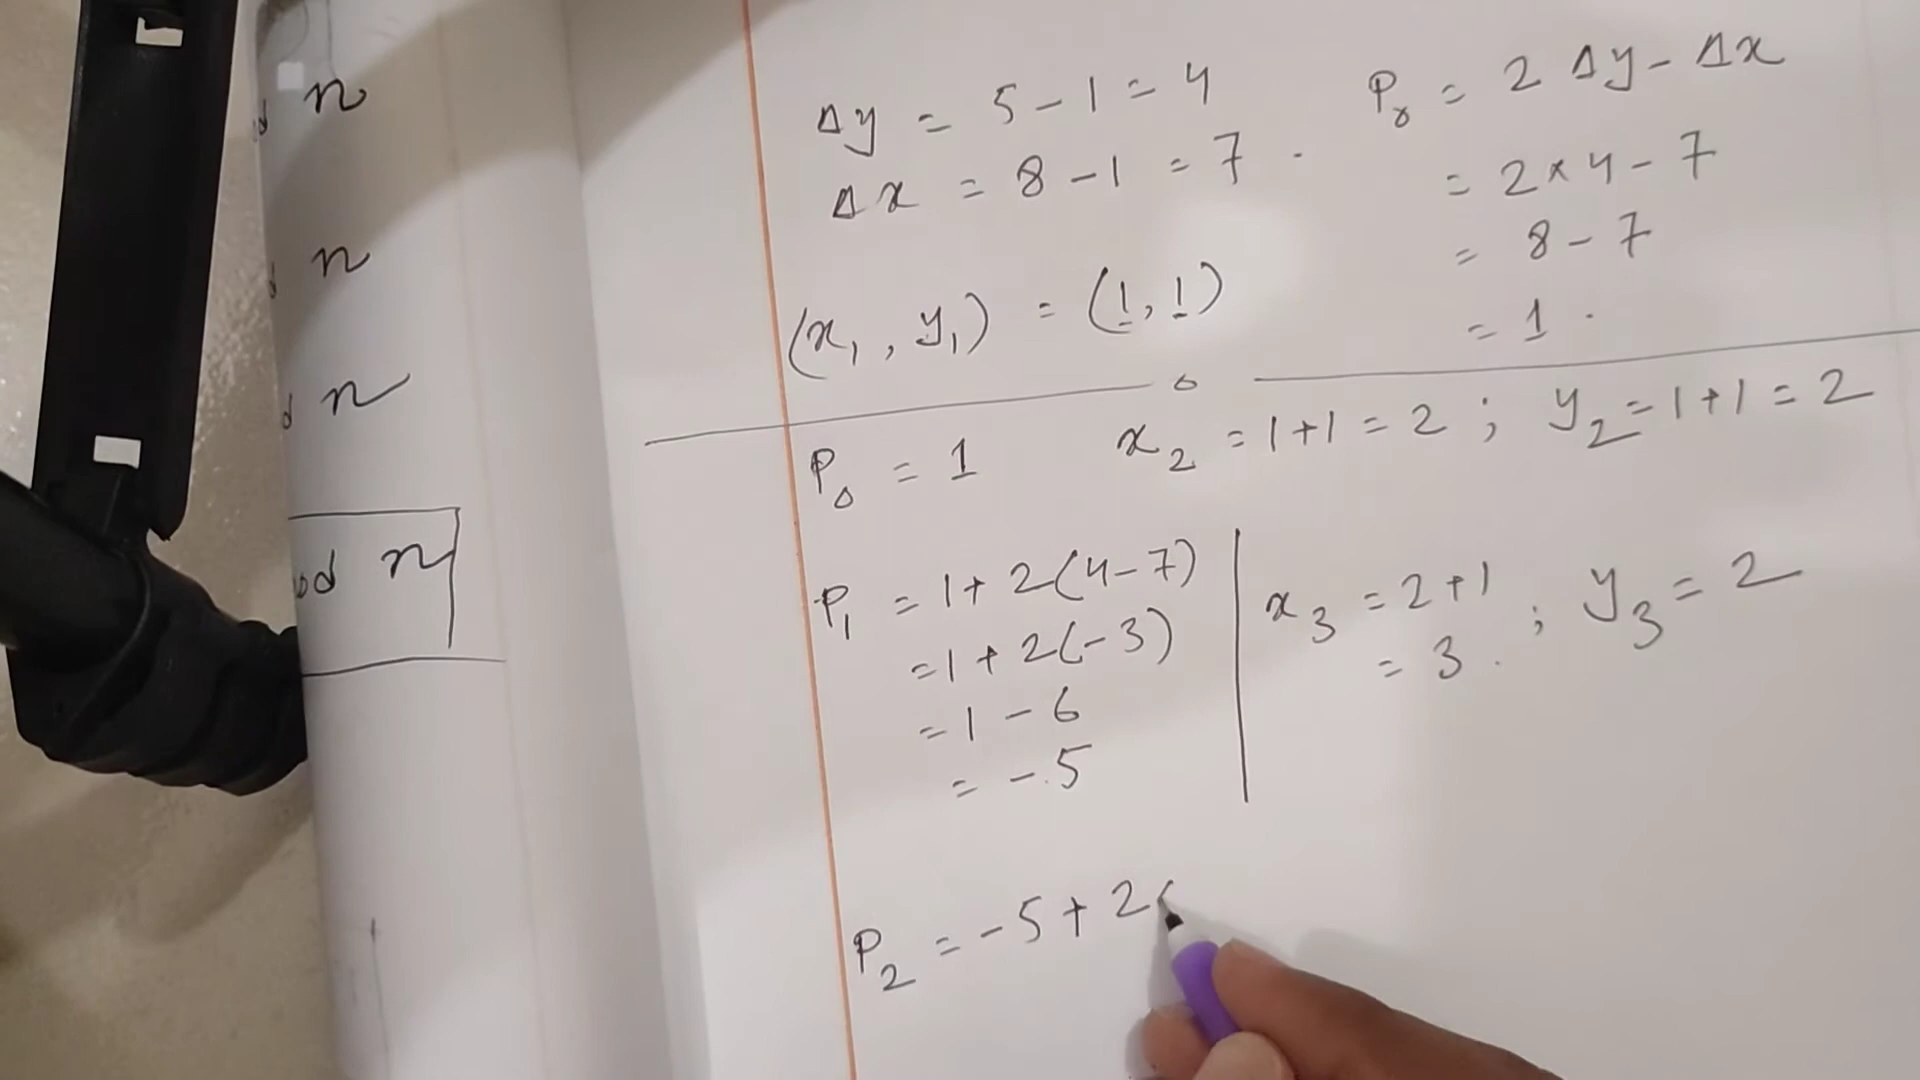 n
n
n
od n
Δy = 5 - 1 = 4
Δx = 8 - 1 = 7 .
(x₁, y₁) = (1, 1)
P₀ = 2 Δy - Δx
= 2 × 4 - 7
= 8 - 7
= 1 .
P₀ = 1
x₂ = 1+1 = 2 ; y₂ = 1+1 = 2
P₁ = 1 + 2(4-7)
= 1 + 2(-3)
= 1 - 6
= -5
x₃ = 2+1 ; y₃ = 2
= 3 .
P₂ = -5 + 2(